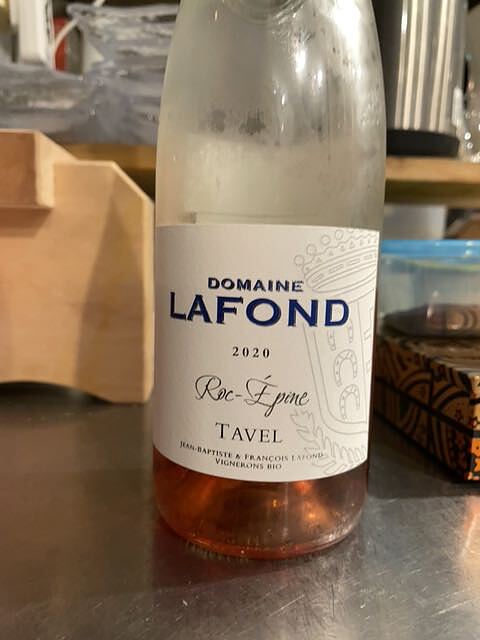 DOMAINE
LAFOND
2020
Roc-Épine
TAVEL
JEAN-BAPTISTE & FRANÇOIS LAFOND
VIGNERONS BIO